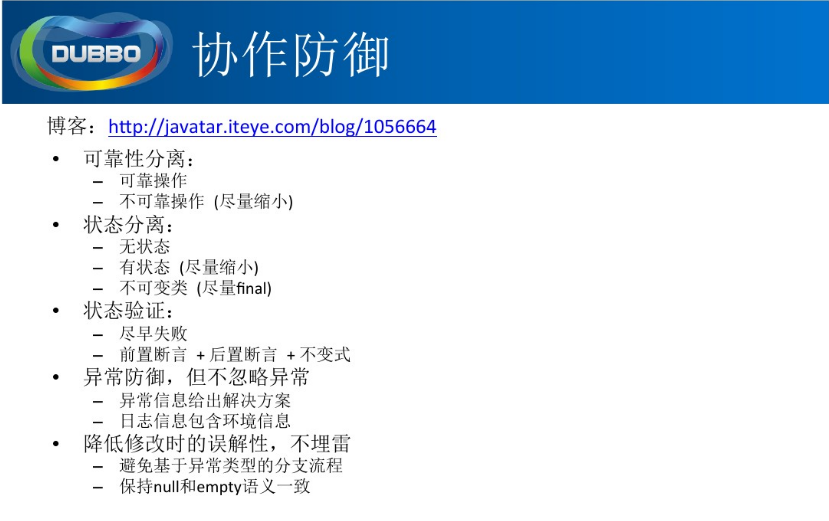 DUBBO 协作防御
博客：http://javatar.iteye.com/blog/1056664
• 可靠性分离：
– 可靠操作
– 不可靠操作 (尽量缩小)
• 状态分离：
– 无状态
– 有状态 (尽量缩小)
– 不可变类 (尽量final)
• 状态验证：
– 尽早失败
– 前置断言 + 后置断言 + 不变式
• 异常防御，但不忽略异常
– 异常信息给出解决方案
– 日志信息包含环境信息
• 降低修改时的误解性，不埋雷
– 避免基于异常类型的分支流程
– 保持null和empty语义一致